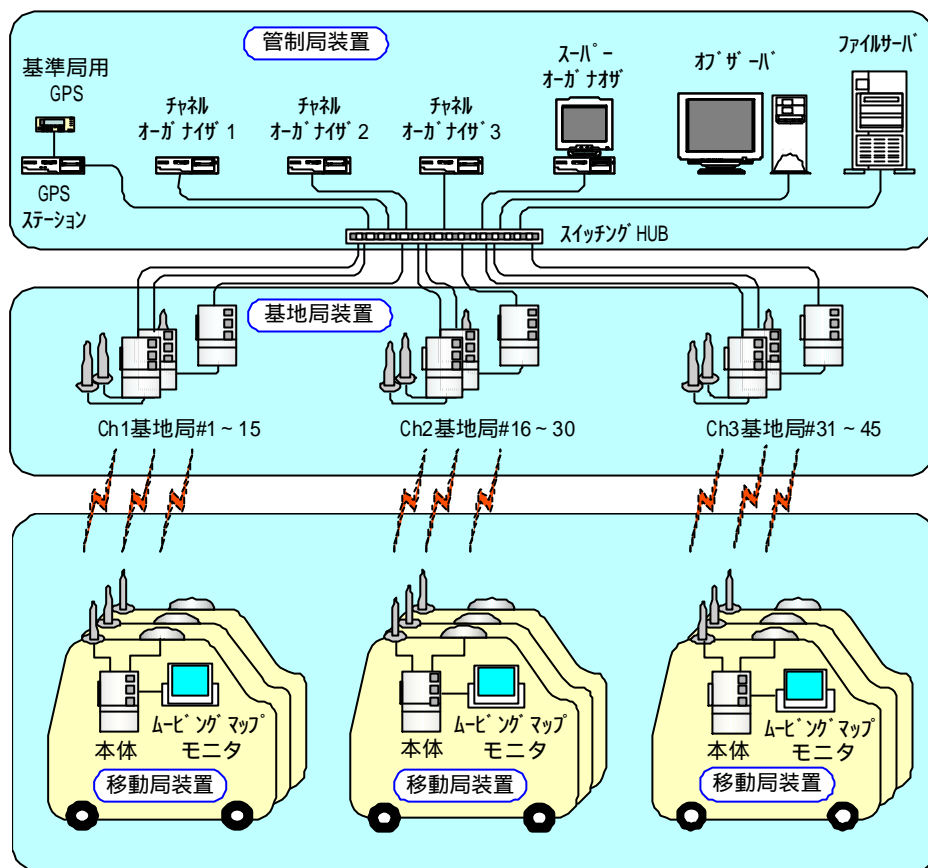 管制局装置
基準局用
GPS
GPS
ｽﾃｰｼｮﾝ
ﾁｬﾈﾙ
ｵｰｶﾞﾅｲｻﾞ 1
ﾁｬﾈﾙ
ｵｰｶﾞﾅｲｻﾞ 2
ﾁｬﾈﾙ
ｵｰｶﾞﾅｲｻﾞ 3
ｽｰﾊﾟｰ
ｵｰｶﾞﾅｵｻﾞ
ｵﾌﾞｻﾞｰﾊﾞ
ﾌｧｲﾙｻｰﾊﾞ
ｽｲｯﾁﾝｸﾞ HUB
基地局装置
Ch1基地局#1～15
Ch2基地局#16～30
Ch3基地局#31～45
本体
ﾑｰﾋﾞﾝｸﾞﾏｯﾌﾟ
モニタ
移動局装置
本体
ﾑｰﾋﾞﾝｸﾞﾏｯﾌﾟ
モニタ
移動局装置
本体
ﾑｰﾋﾞﾝｸﾞﾏｯﾌﾟ
モニタ
移動局装置